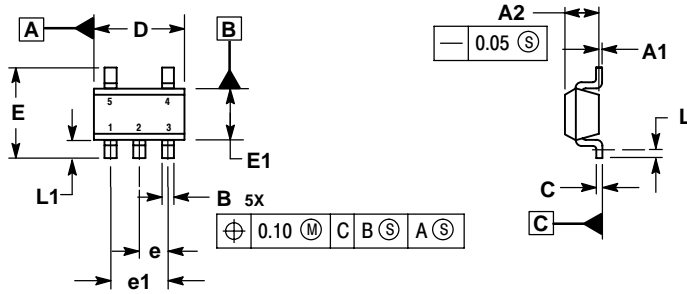 A2
A
D
B
— 0.05 Ⓢ
A1
E
5 4
1 2 3
L
E1
L1
B 5X
C
⌖ 0.10 Ⓜ C B Ⓢ A Ⓢ
C
e
e1